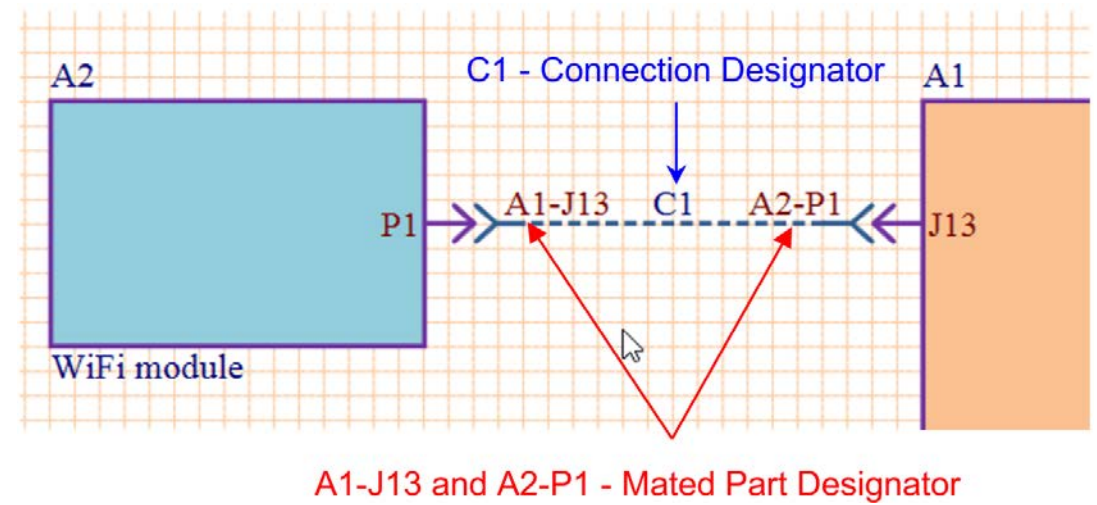 A2
C1 - Connection Designator
A1
A1-J13
C1
A2-P1
P1
J13
WiFi module
A1-J13 and A2-P1 - Mated Part Designator